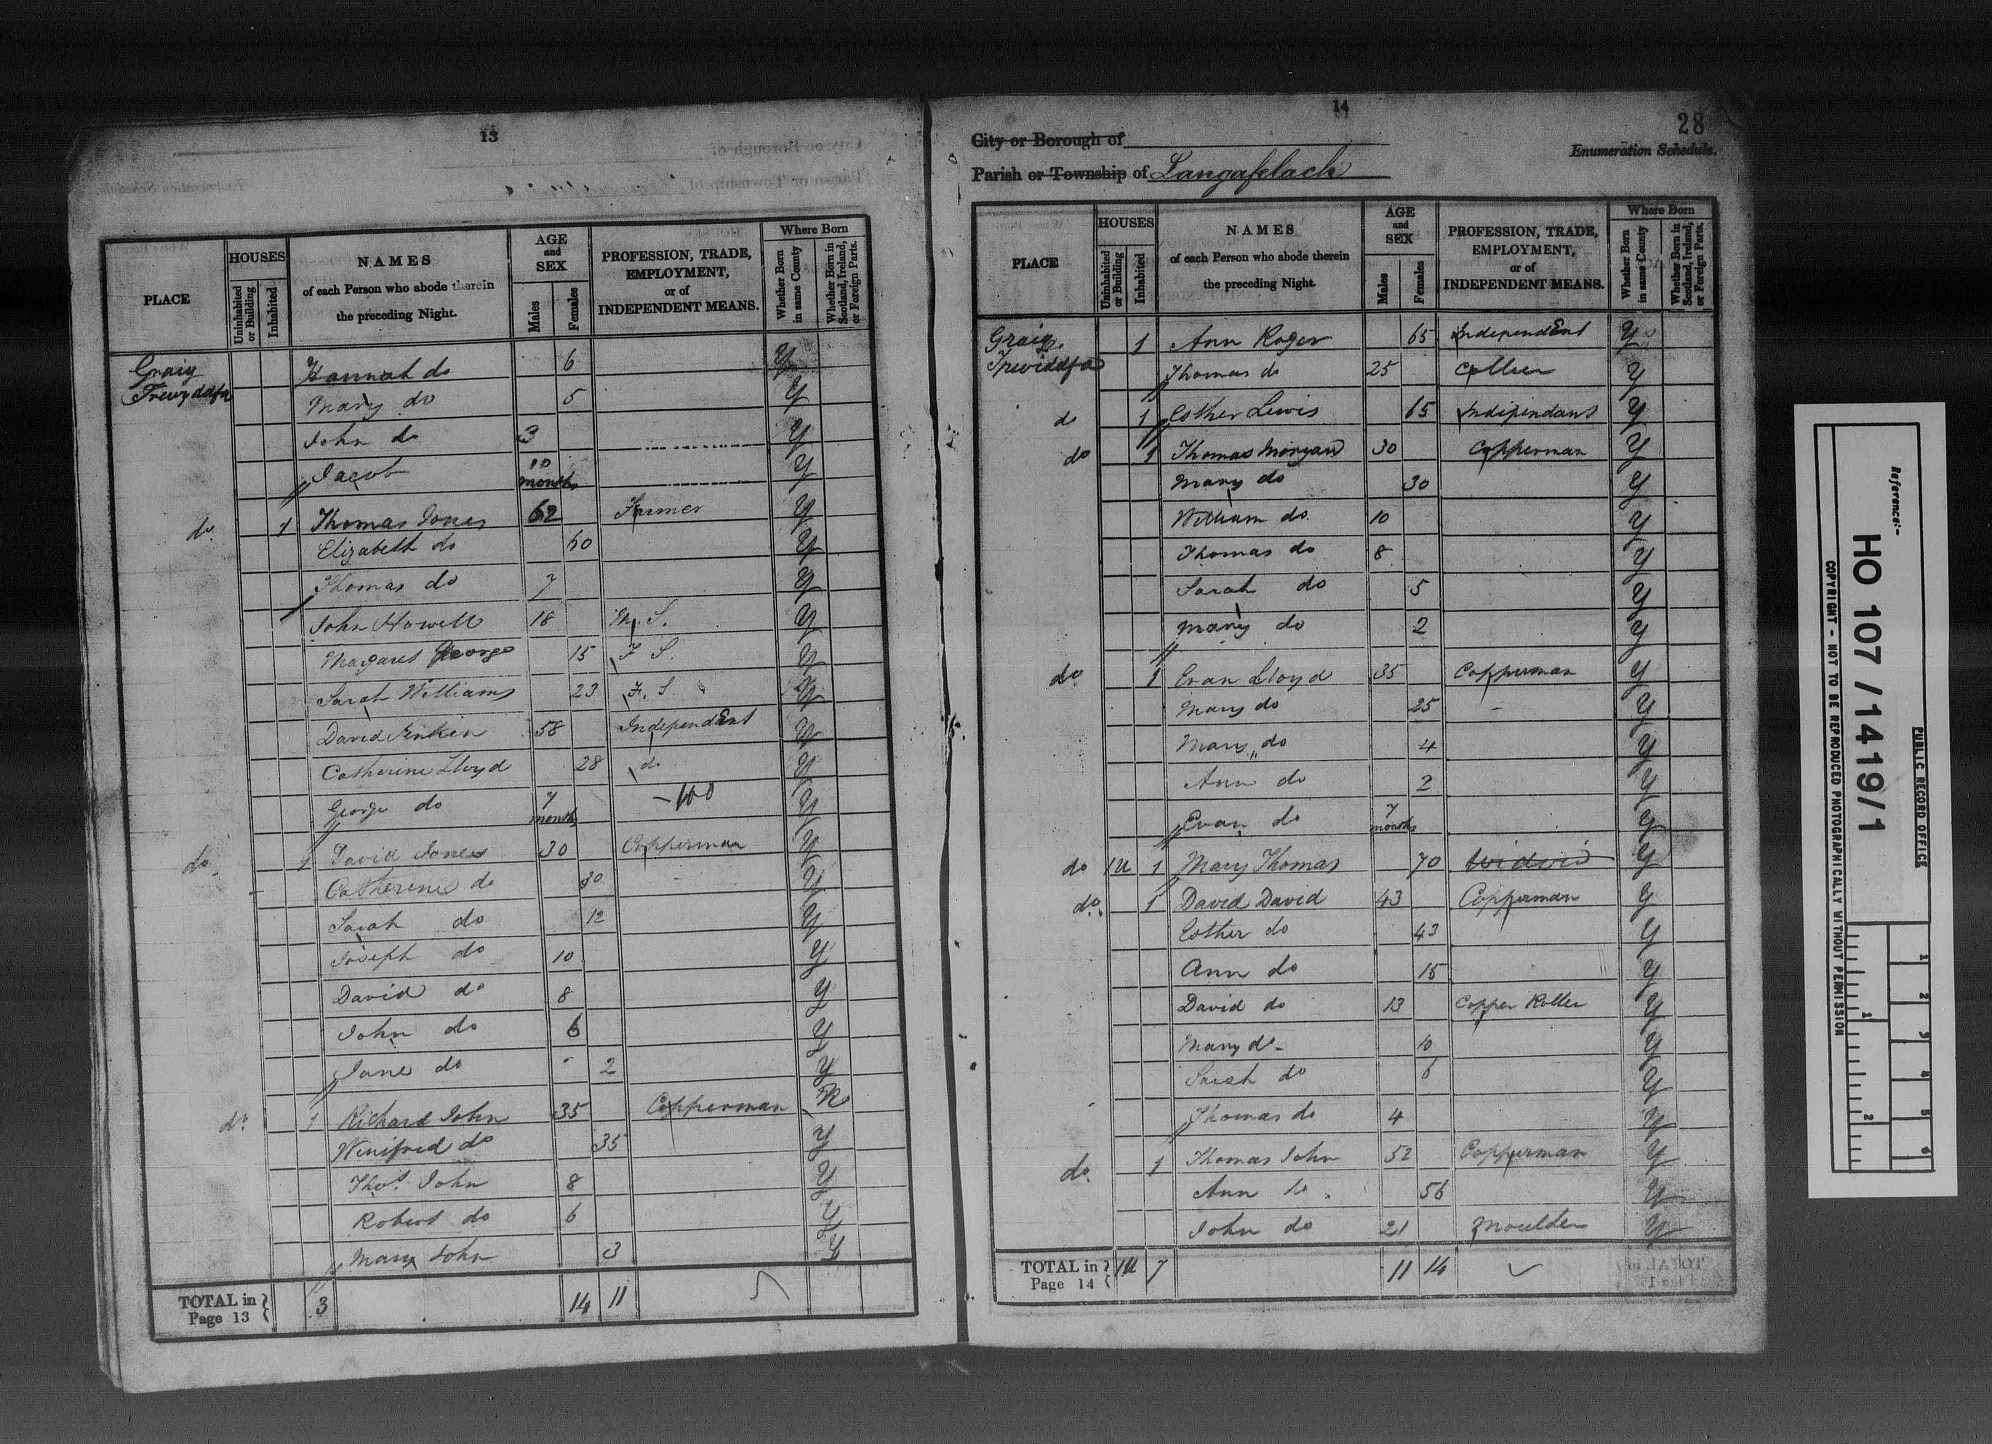 13
PLACE
HOUSES
Uninhabited or Building
Inhabited
NAMES
of each Person who abode therein
the preceding Night.
AGE
and
SEX
Males
Females
PROFESSION, TRADE,
EMPLOYMENT,
or of
INDEPENDENT MEANS.
Where Born
Whether Born in same County
Whether Born in Scotland, Ireland, or Foreign Parts.
Graig Hannah do 6 Y
Trewyddfa Mary do 5 Y
John do 3 Y
Jacob 10 months Y
do 1 Thomas Jones 62 Farmer Y
Elizabeth do 60 Y
Thomas do 7 Y
John Howell 18 M. S. Y
Margaret George 15 F S. Y
Sarah Williams 23 F. S Y
David Jenkin 58 IndependEnt Y
Catherine Lloyd 28 do Y
George do 7 months Y
do 1 David Jones 30 Copperman Y
Catherine do 30 Y
Sarah do 12 Y
Joseph do 10 Y
David do 8 Y
John do 6 Y
Jane do 2 Y
do 1 Richard John 35 Copperman N
Winifred do 35 Y
Thos. John 8 Y
Robert do 6 Y
Mary John 3 Y
TOTAL in Page 13 3 14 11
14
28
City or Borough of
Enumeration Schedule.
Parish or Township of Langafelach
PLACE
HOUSES
Uninhabited or Building
Inhabited
NAMES
of each Person who abode therein
the preceding Night.
AGE
and
SEX
Males
Females
PROFESSION, TRADE,
EMPLOYMENT,
or of
INDEPENDENT MEANS.
Where Born
Whether Born in same County
Whether Born in Scotland, Ireland, or Foreign Parts.
Graig 1 Ann Roger 65 IndependEnt Y
Trewiddfa Thomas do 25 Collier Y
do 1 Esther Lewis 65 Independant Y
do 1 Thomas Morgan 30 Copperman Y
Mary do 30 Y
William do 10 Y
Thomas do 8 Y
Sarah do 5 Y
Mary do 2 Y
do 1 Evan Lloyd 35 Copperman Y
Mary do 25 Y
Mary do 4 Y
Ann do 2 Y
Evan do 7 months Y
do 1U 1 Mary Thomas 70 Y
do 1 David David 43 Copperman Y
Esther do 43 Y
Ann do 15 Y
David do 13 Copper Roller Y
Mary do 10 Y
Sarah do 6 Y
Thomas do 4 Y
do 1 Thomas John 52 Copperman Y
Ann do 56 Y
John do 21 Moulder Y
TOTAL in Page 14 1U 7 11 14
Reference:-
HO 107/1419/1
PUBLIC RECORD OFFICE
COPYRIGHT - NOT TO BE REPRODUCED PHOTOGRAPHICALLY WITHOUT PERMISSION
1 2 3 4 5 6
1 2